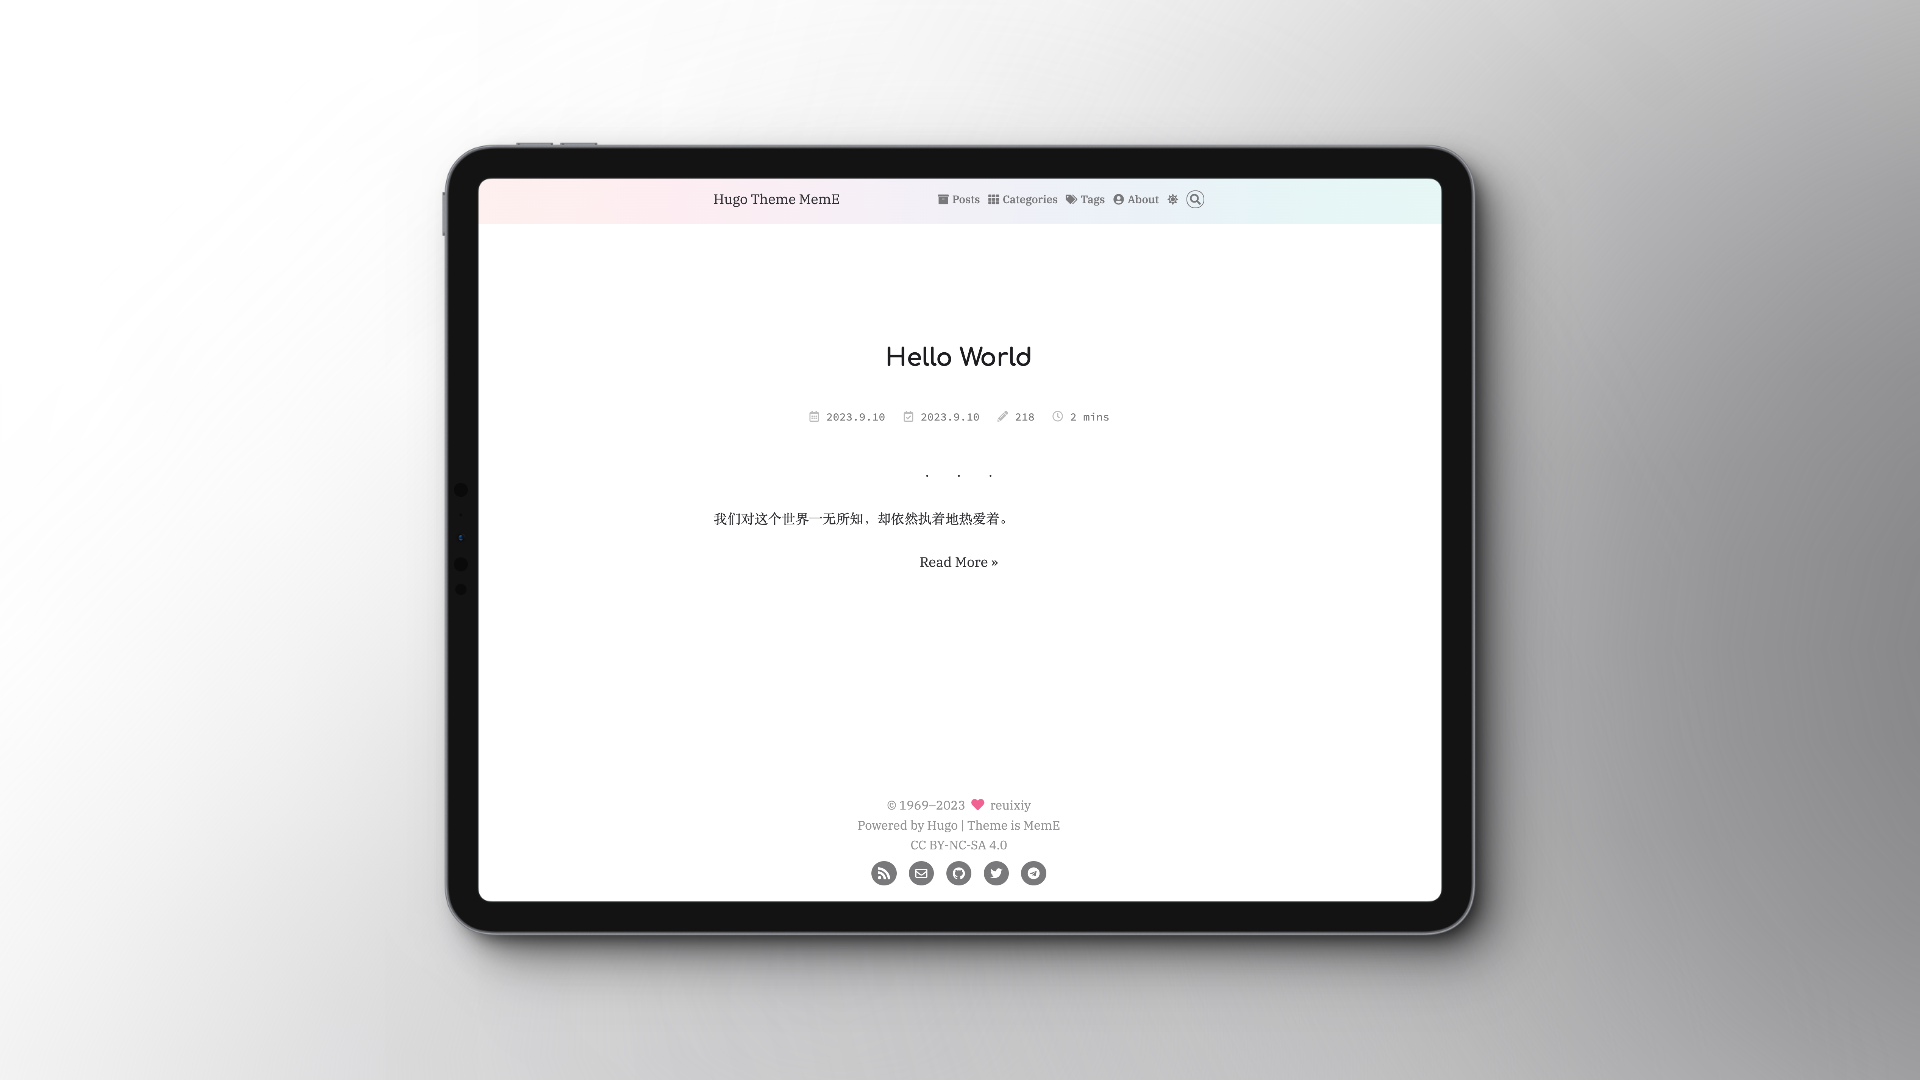 Hugo Theme MemE Posts Categories Tags About
Hello World
2023.9.10 2023.9.10 218 2 mins
. . .
我们对这个世界一无所知，却依然执着地热爱着。
Read More »
© 1969–2023 reuixiy
Powered by Hugo | Theme is MemE
CC BY-NC-SA 4.0